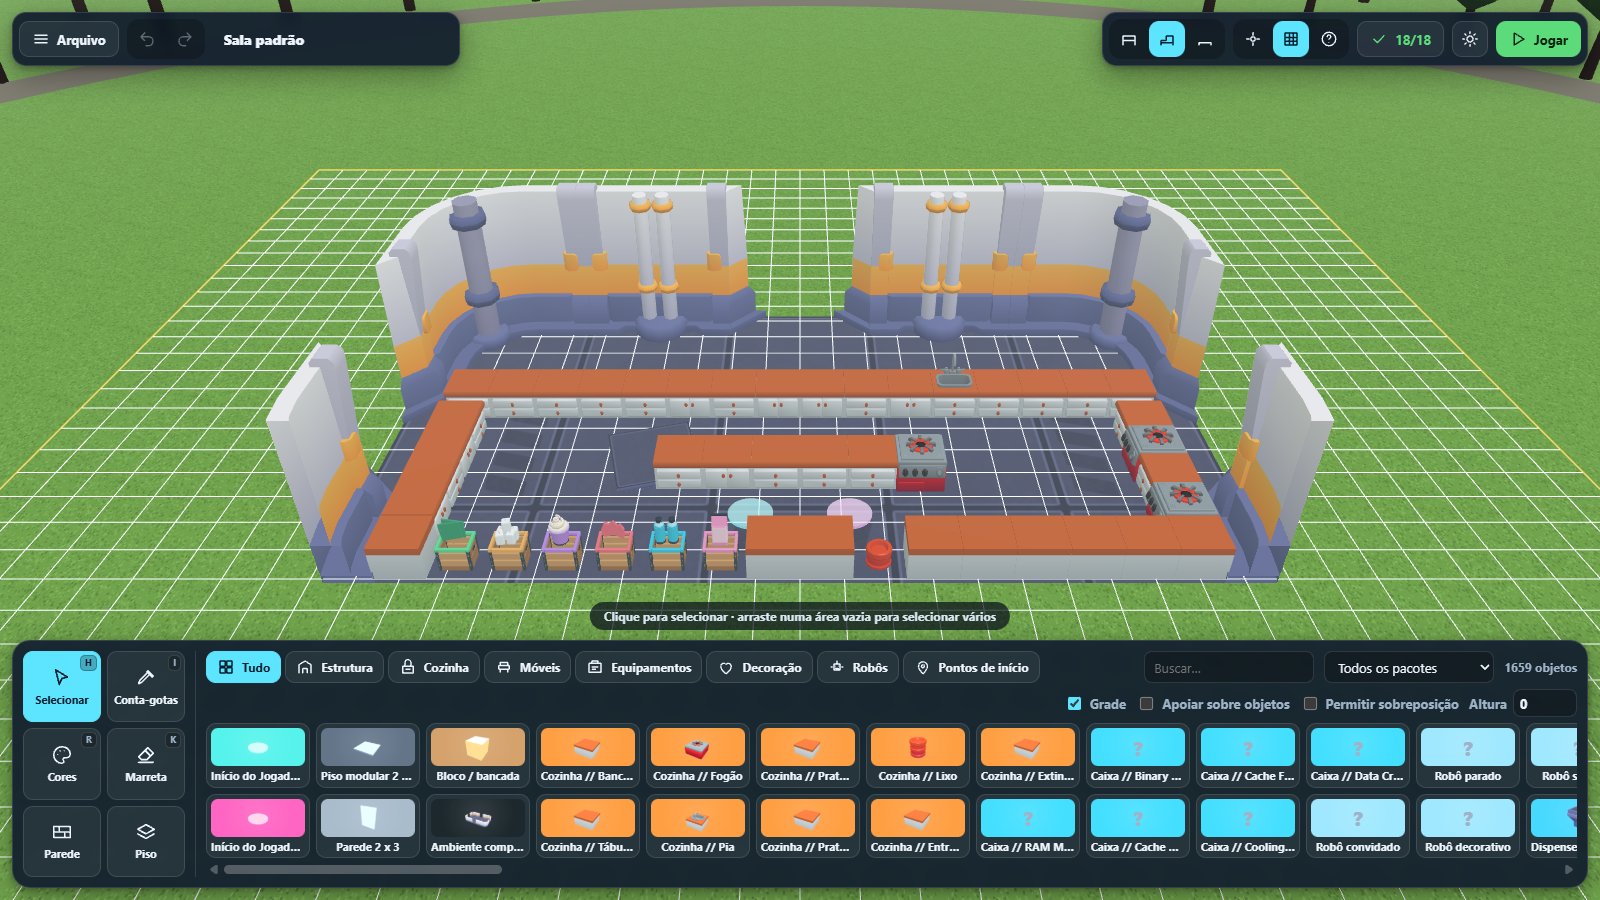 Arquivo
Sala padrão
18/18
Jogar
Clique para selecionar · arraste numa área vazia para selecionar vários
H
Selecionar
I
Conta-gotas
R
Cores
K
Marreta
Parede
Piso
Tudo
Estrutura
Cozinha
Móveis
Equipamentos
Decoração
Robôs
Pontos de início
Buscar...
Todos os pacotes
1659 objetos
Grade
Apoiar sobre objetos
Permitir sobreposição
Altura
0
Início do Jogad...
Piso modular 2 ...
Bloco / bancada
Cozinha // Banc...
Cozinha // Fogão
Cozinha // Prat...
Cozinha // Lixo
Cozinha // Extin...
Caixa // Binary ...
Caixa // Cache F...
Caixa // Data Cr...
Robô parado
Robô s
Início do Jogad...
Parede 2 x 3
Ambiente comp...
Cozinha // Tábu...
Cozinha // Pia
Cozinha // Prat...
Cozinha // Entr...
Caixa // RAM M...
Caixa // Cache ...
Caixa // Cooling...
Robô convidado
Robô decorativo
Dispense